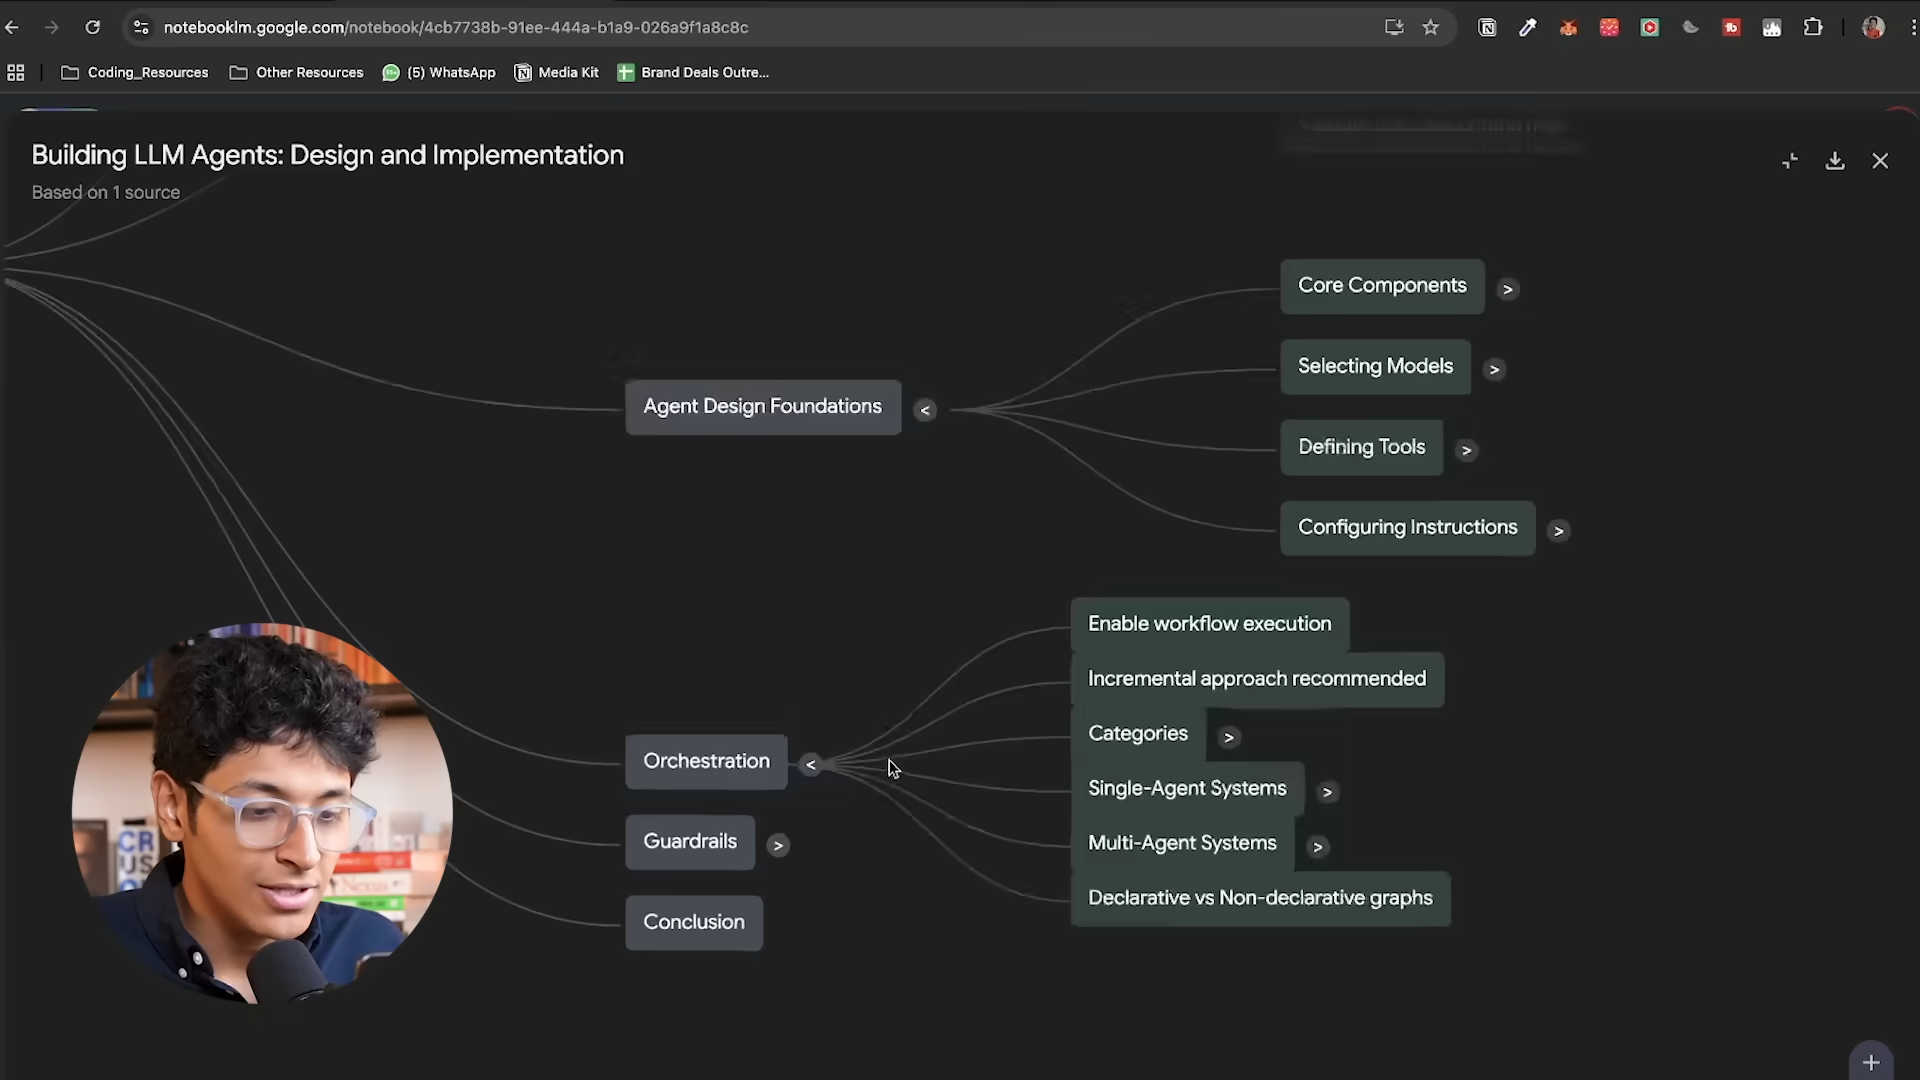 notebooklm.google.com/notebook/4cb7738b-91ee-444a-b1a9-026a9f1a8c8c
Coding_Resources
Other Resources
(5) WhatsApp
Media Kit
Brand Deals Outre...
Building LLM Agents: Design and Implementation
Based on 1 source
Core Components >
Selecting Models >
Agent Design Foundations <
Defining Tools >
Configuring Instructions >
Enable workflow execution
Incremental approach recommended
Categories >
Orchestration <
Single-Agent Systems >
Guardrails >
Multi-Agent Systems >
Declarative vs Non-declarative graphs
Conclusion
CR
US